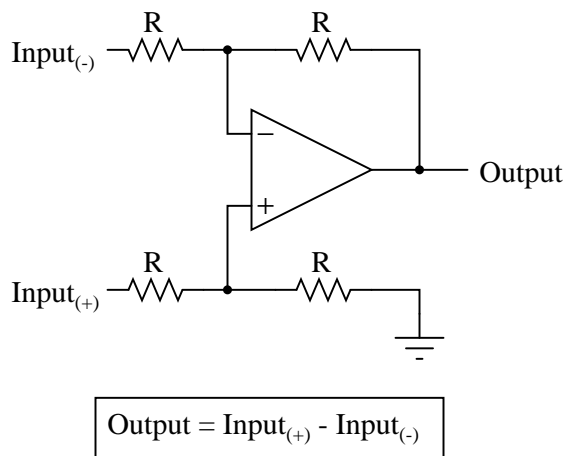 R R
Input(-)
−
Output
+
R R
Input(+)
Output = Input(+) - Input(-)